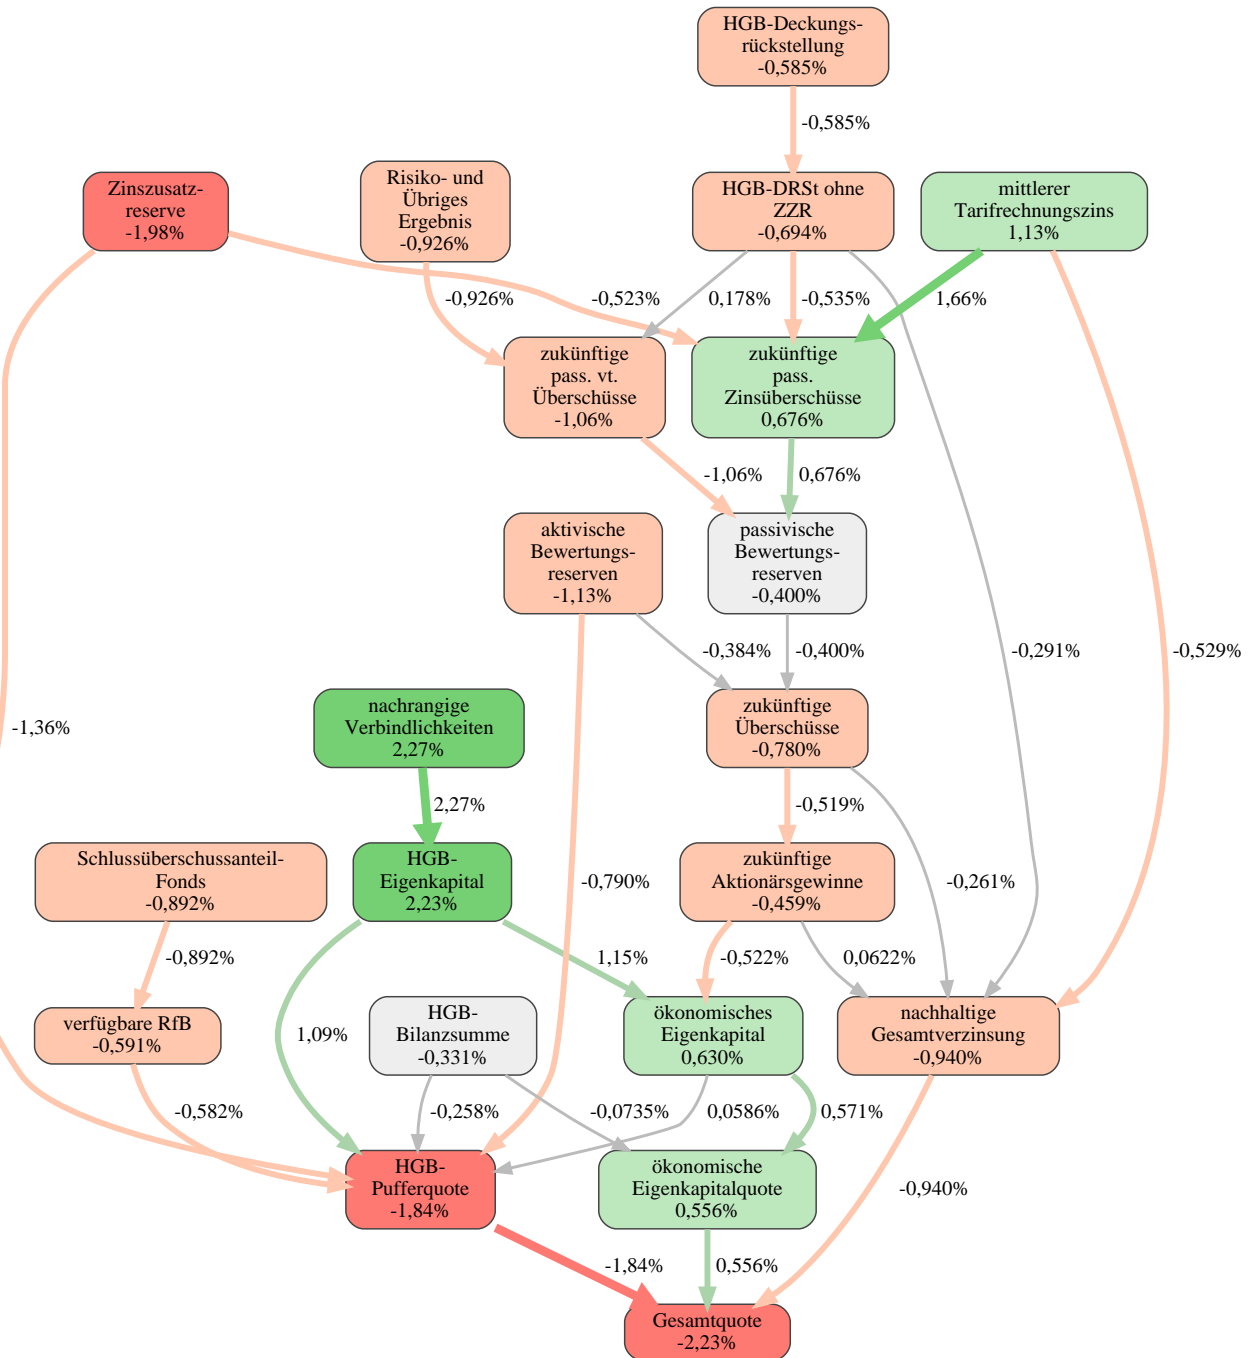 HGB-Deckungs-
rückstellung
-0,585%
-0,585%
Zinszusatz-
reserve
-1,98%
Risiko- und
Übriges
Ergebnis
-0,926%
HGB-DRSt ohne
ZZR
-0,694%
mittlerer
Tarifrechnungszins
1,13%
-0,926%
-0,523%
0,178%
-0,535%
1,66%
zukünftige
pass. vt.
Überschüsse
-1,06%
zukünftige
pass.
Zinsüberschüsse
0,676%
-1,06%
0,676%
aktivische
Bewertungs-
reserven
-1,13%
passivische
Bewertungs-
reserven
-0,400%
-0,384%
-0,400%
-0,291%
-0,529%
-1,36%
nachrangige
Verbindlichkeiten
2,27%
zukünftige
Überschüsse
-0,780%
2,27%
-0,519%
Schlussüberschussanteil-
Fonds
-0,892%
HGB-
Eigenkapital
2,23%
-0,790%
zukünftige
Aktionärsgewinne
-0,459%
-0,261%
-0,892%
1,15%
-0,522%
0,0622%
verfügbare RfB
-0,591%
1,09%
HGB-
Bilanzsumme
-0,331%
ökonomisches
Eigenkapital
0,630%
nachhaltige
Gesamtverzinsung
-0,940%
-0,582%
-0,258%
-0,0735%
0,0586%
0,571%
HGB-
Pufferquote
-1,84%
ökonomische
Eigenkapitalquote
0,556%
-0,940%
-1,84%
0,556%
Gesamtquote
-2,23%